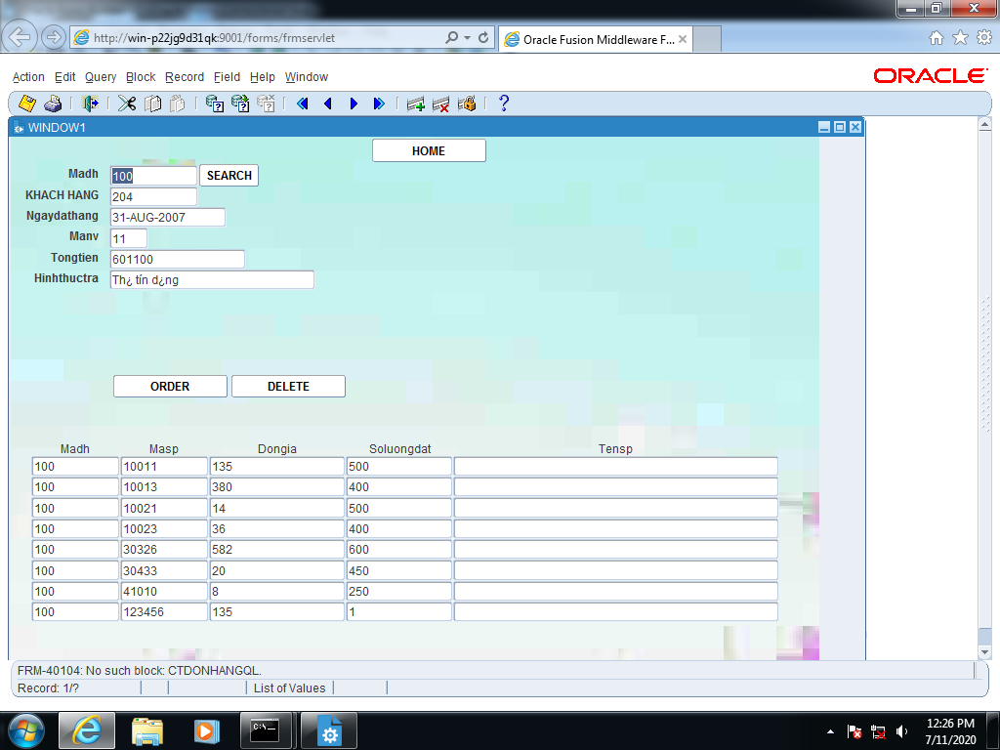 http://win-p22jg9d31qk:9001/forms/frmservlet
Oracle Fusion Middleware F...
Action Edit Query Block Record Field Help Window
ORACLE
WINDOW1
HOME
Madh 100 SEARCH
KHACH HANG 204
Ngaydathang 31-AUG-2007
Manv 11
Tongtien 601100
Hinhthuctra Th¿ tín d¿ng
ORDER DELETE
Madh Masp Dongia Soluongdat Tensp
100 10011 135 500
100 10013 380 400
100 10021 14 500
100 10023 36 400
100 30326 582 600
100 30433 20 450
100 41010 8 250
100 123456 135 1
FRM-40104: No such block: CTDONHANGQL.
Record: 1/? List of Values
12:26 PM
7/11/2020